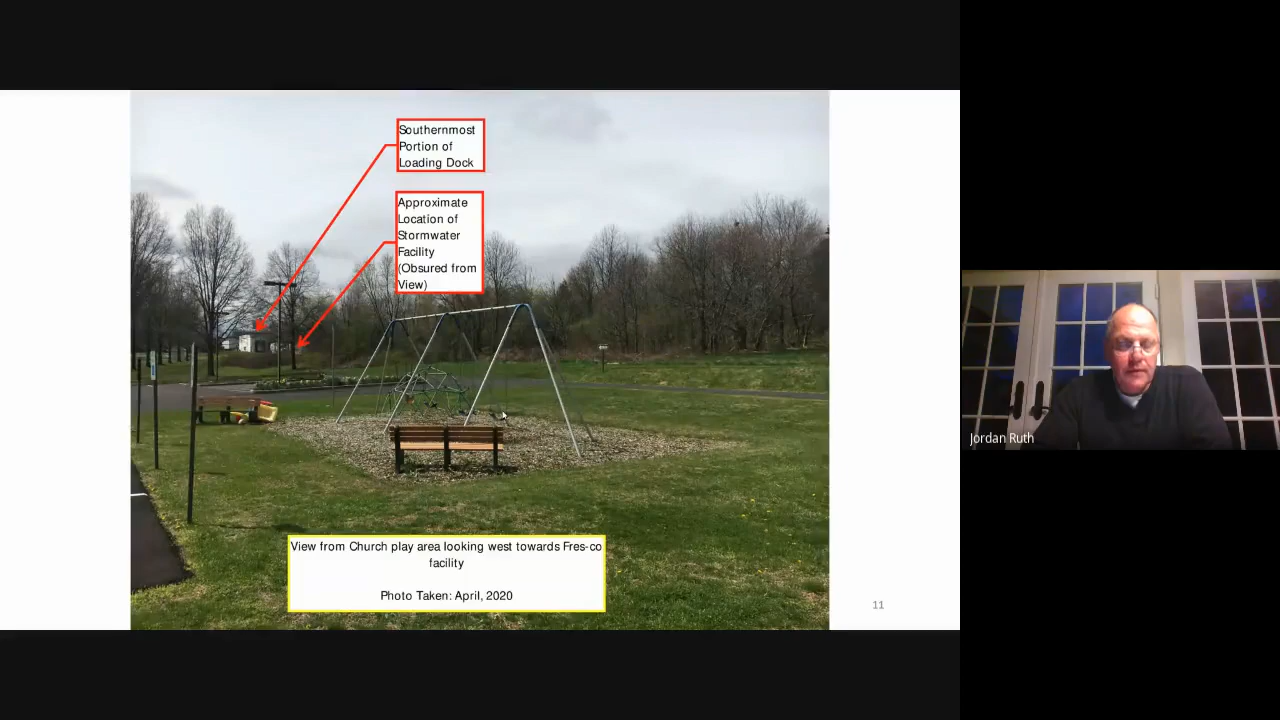 Southernmost
Portion of
Loading Dock
Approximate
Location of
Stormwater
Facility
(Obsured from
View)
View from Church play area looking west towards Fres-co
facility
Photo Taken: April, 2020
11
Jordan Ruth